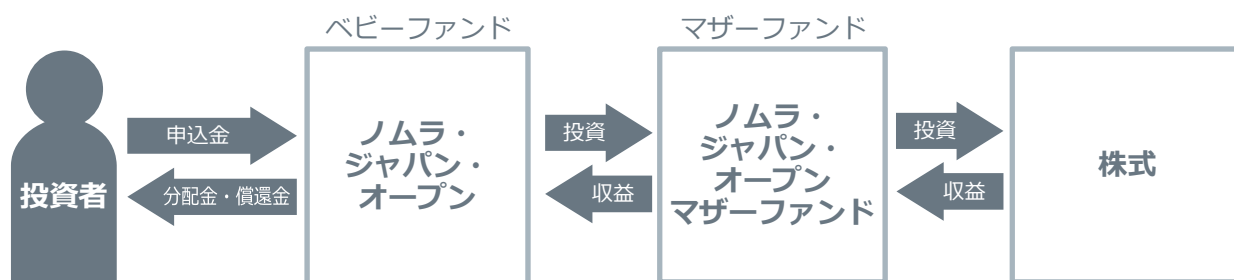 ベビーファンド
マザーファンド
投資者
申込金
分配金・償還金
ノムラ・
ジャパン・
オープン
投資
収益
ノムラ・
ジャパン・
オープン
マザーファンド
投資
収益
株式